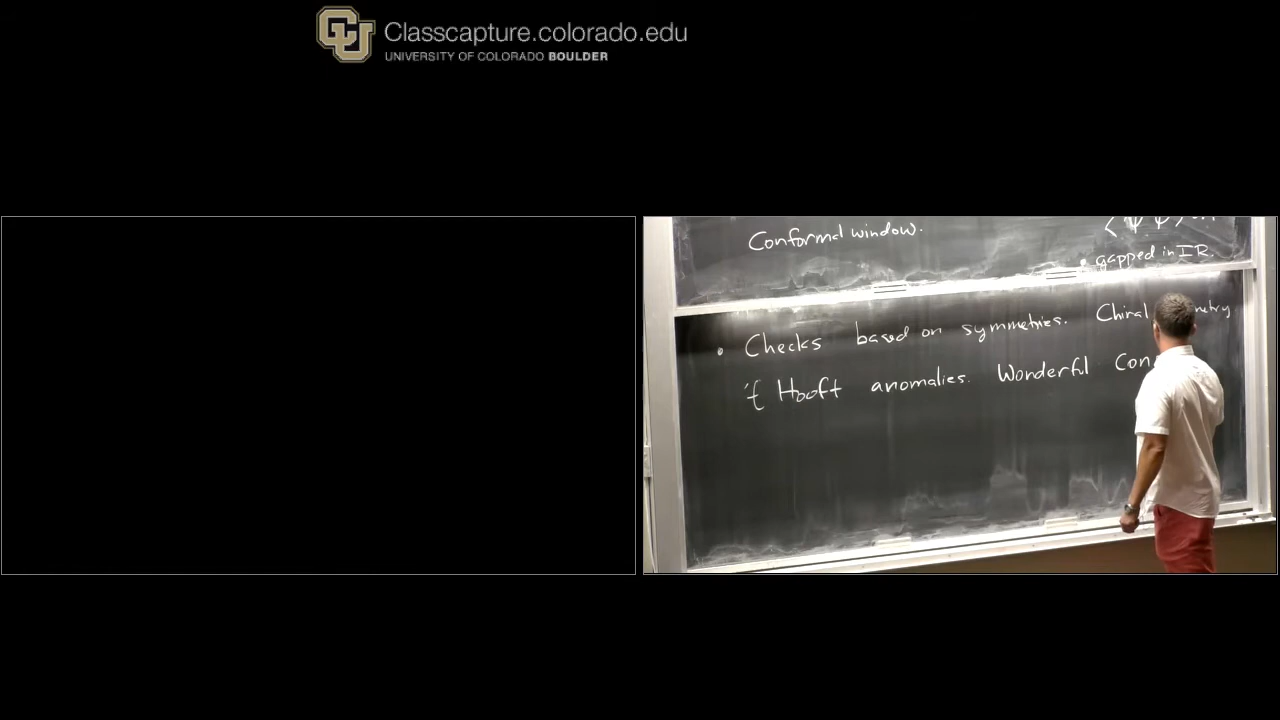 Classcapture.colorado.edu
UNIVERSITY OF COLORADO BOULDER
Conformal window.
gapped in IR.
• Checks based on symmetries. Chiral
't Hooft anomalies. Wonderful